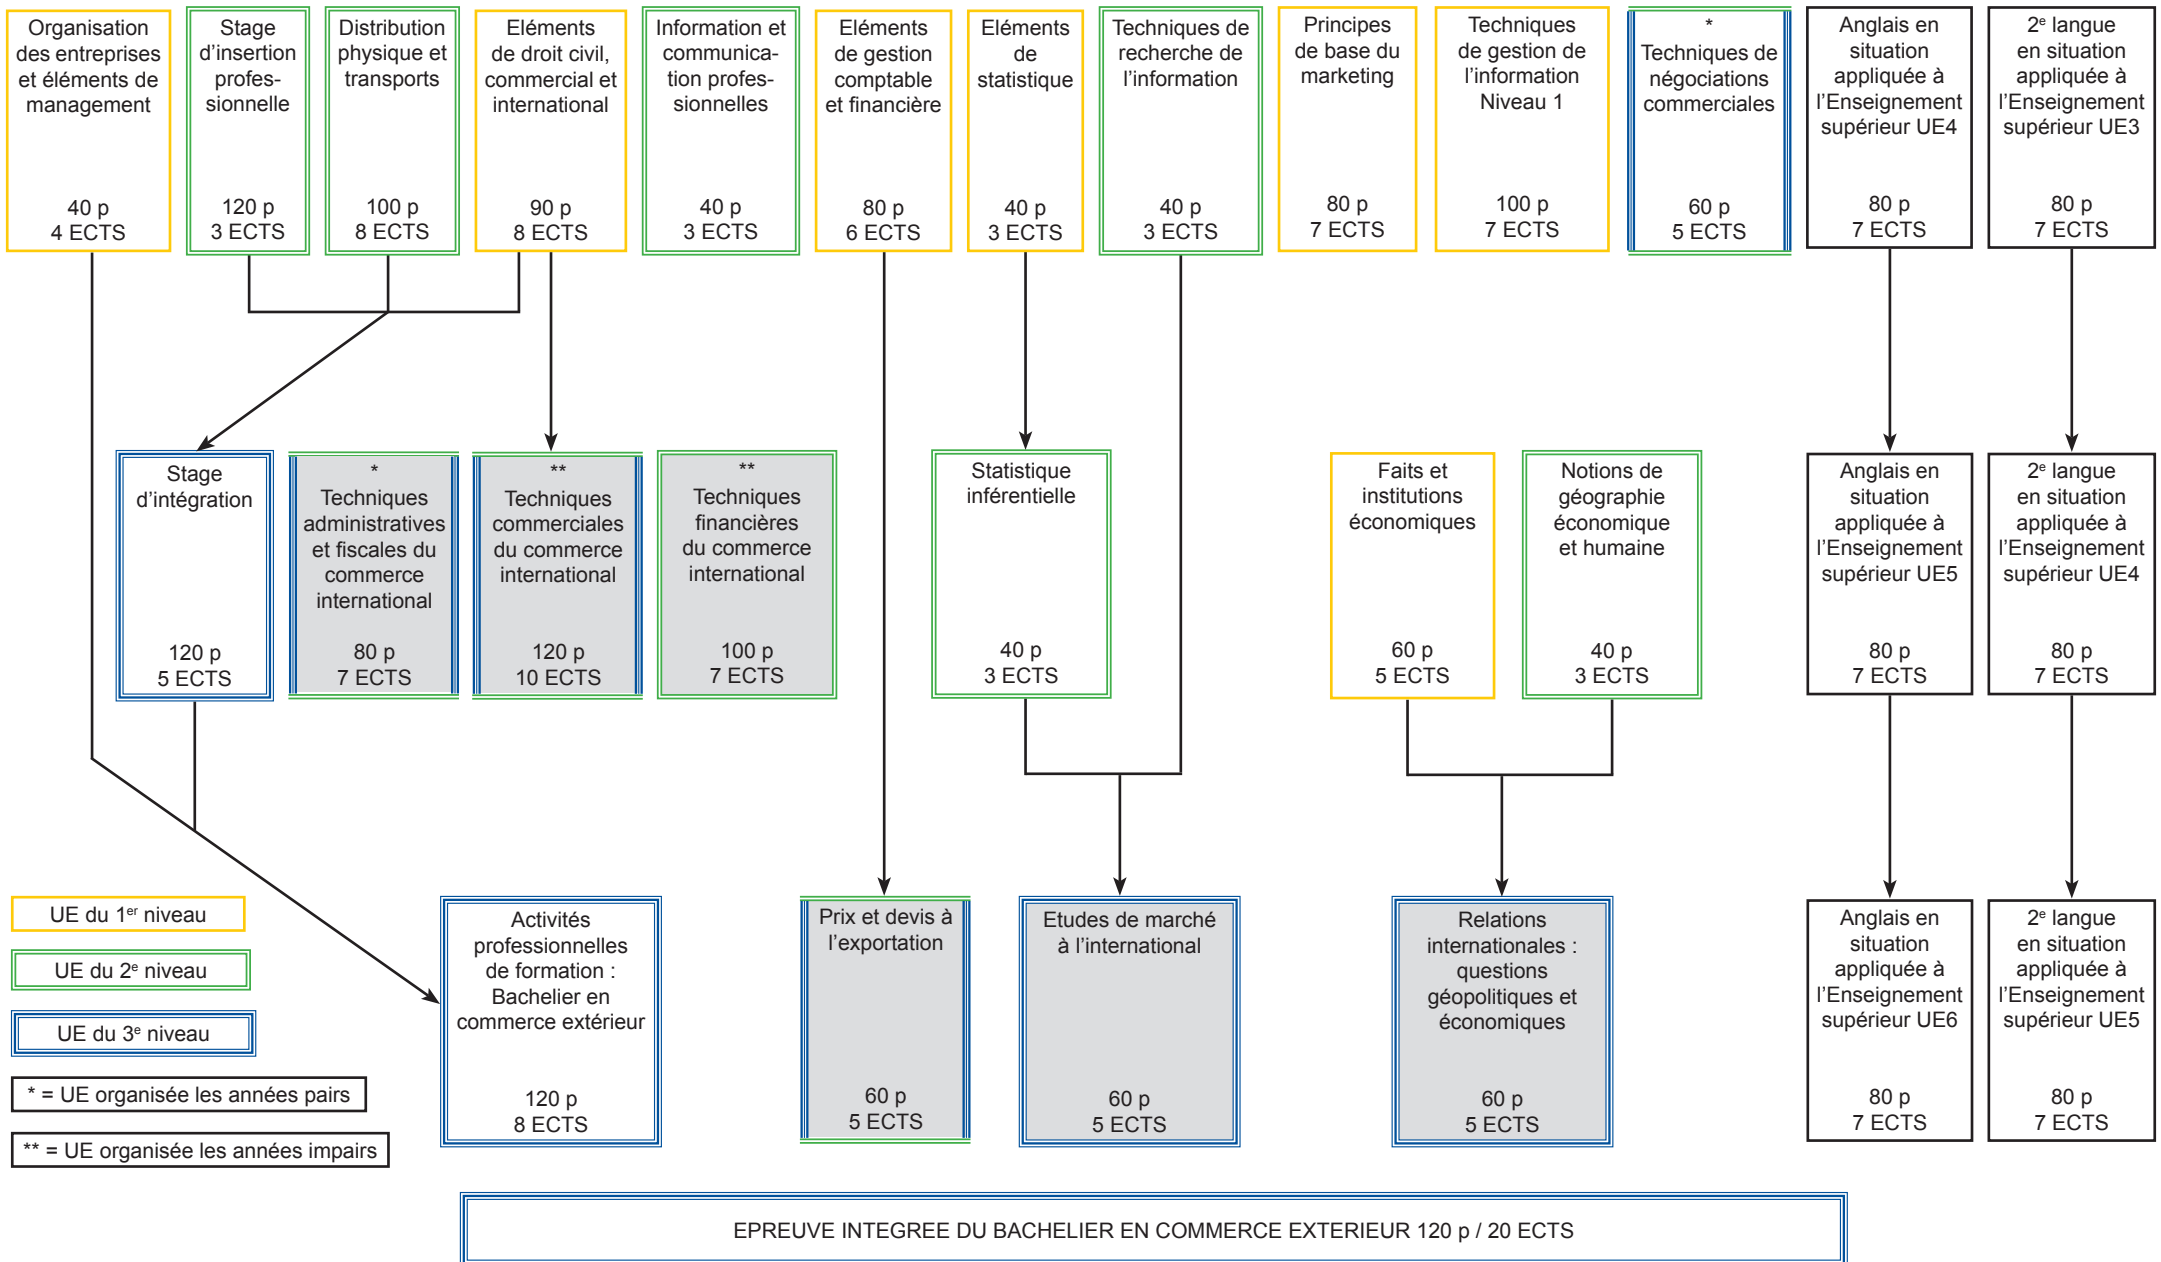 Organisation
des entreprises
et éléments de
management
40 p
4 ECTS
Stage
d’insertion
profes-
sionnelle
120 p
3 ECTS
Distribution
physique et
transports
100 p
8 ECTS
Eléments
de droit civil,
commercial et
international
90 p
8 ECTS
Information et
communica-
tion profes-
sionnelles
40 p
3 ECTS
Eléments
de gestion
comptable
et financière
80 p
6 ECTS
Eléments
de
statistique
40 p
3 ECTS
Techniques de
recherche de
l’information
40 p
3 ECTS
Principes
de base du
marketing
80 p
7 ECTS
Techniques
de gestion de
l’information
Niveau 1
100 p
7 ECTS
*
Techniques de
négociations
commerciales
60 p
5 ECTS
Anglais en
situation
appliquée à
l’Enseignement
supérieur UE4
80 p
7 ECTS
2e langue
en situation
appliquée à
l’Enseignement
supérieur UE3
80 p
7 ECTS
Stage
d’intégration
120 p
5 ECTS
*
Techniques
administratives
et fiscales du
commerce
international
80 p
7 ECTS
**
Techniques
commerciales
du commerce
international
120 p
10 ECTS
**
Techniques
financières
du commerce
international
100 p
7 ECTS
Statistique
inférentielle
40 p
3 ECTS
Faits et
institutions
économiques
60 p
5 ECTS
Notions de
géographie
économique
et humaine
40 p
3 ECTS
Anglais en
situation
appliquée à
l’Enseignement
supérieur UE5
80 p
7 ECTS
2e langue
en situation
appliquée à
l’Enseignement
supérieur UE4
80 p
7 ECTS
UE du 1er niveau
UE du 2e niveau
UE du 3e niveau
* = UE organisée les années pairs
** = UE organisée les années impairs
Activités
professionnelles
de formation :
Bachelier en
commerce extérieur
120 p
8 ECTS
Prix et devis à
l’exportation
60 p
5 ECTS
Etudes de marché
à l’international
60 p
5 ECTS
Relations
internationales :
questions
géopolitiques et
économiques
60 p
5 ECTS
Anglais en
situation
appliquée à
l’Enseignement
supérieur UE6
80 p
7 ECTS
2e langue
en situation
appliquée à
l’Enseignement
supérieur UE5
80 p
7 ECTS
EPREUVE INTEGREE DU BACHELIER EN COMMERCE EXTERIEUR 120 p / 20 ECTS